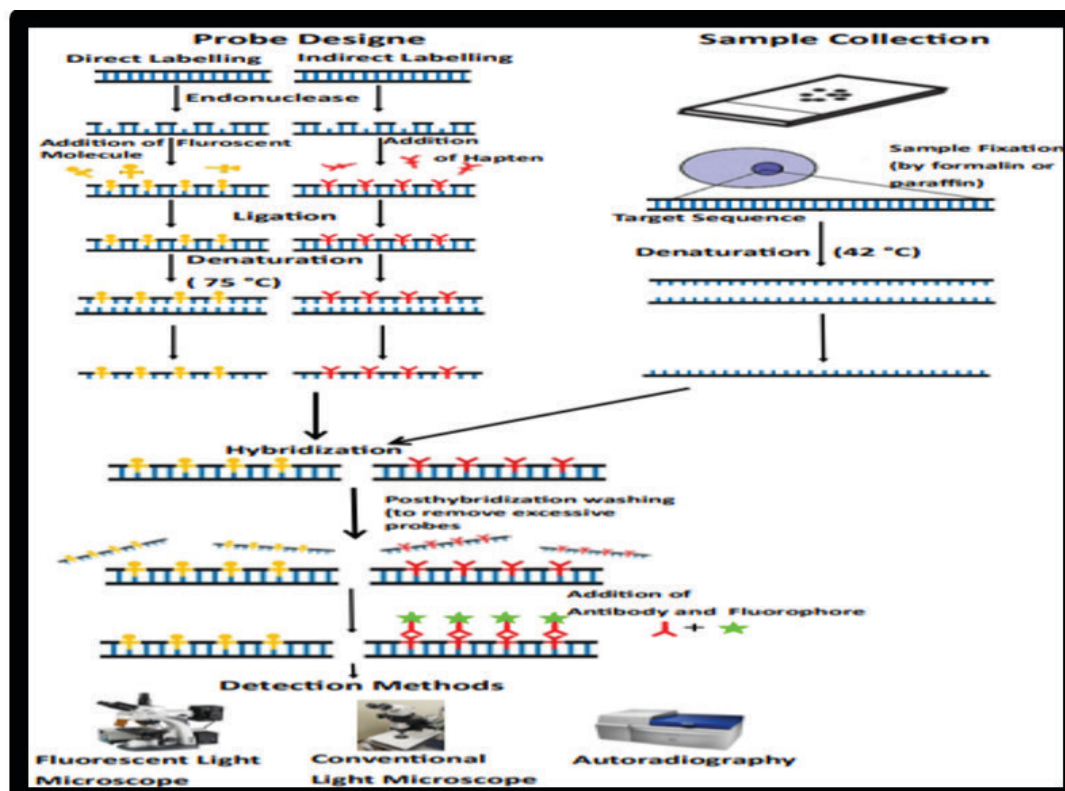 Probe Designe
Direct Labelling
Indirect Labelling
Endonuclease
Addition of Fluroscent
Molecule
Addition
of Hapten
Ligation
Denaturation
( 75 °C)
Sample Collection
Sample Fixation
(by formalin or
paraffin)
Target Sequence
Denaturation (42 °C)
Hybridization
Posthybridization washing
(to remove excessive
probes
Addition of
Antibody and Fluorophore
+
Detection Methods
Fluorescent Light
Microscope
Conventional
Light Microscope
Autoradiography